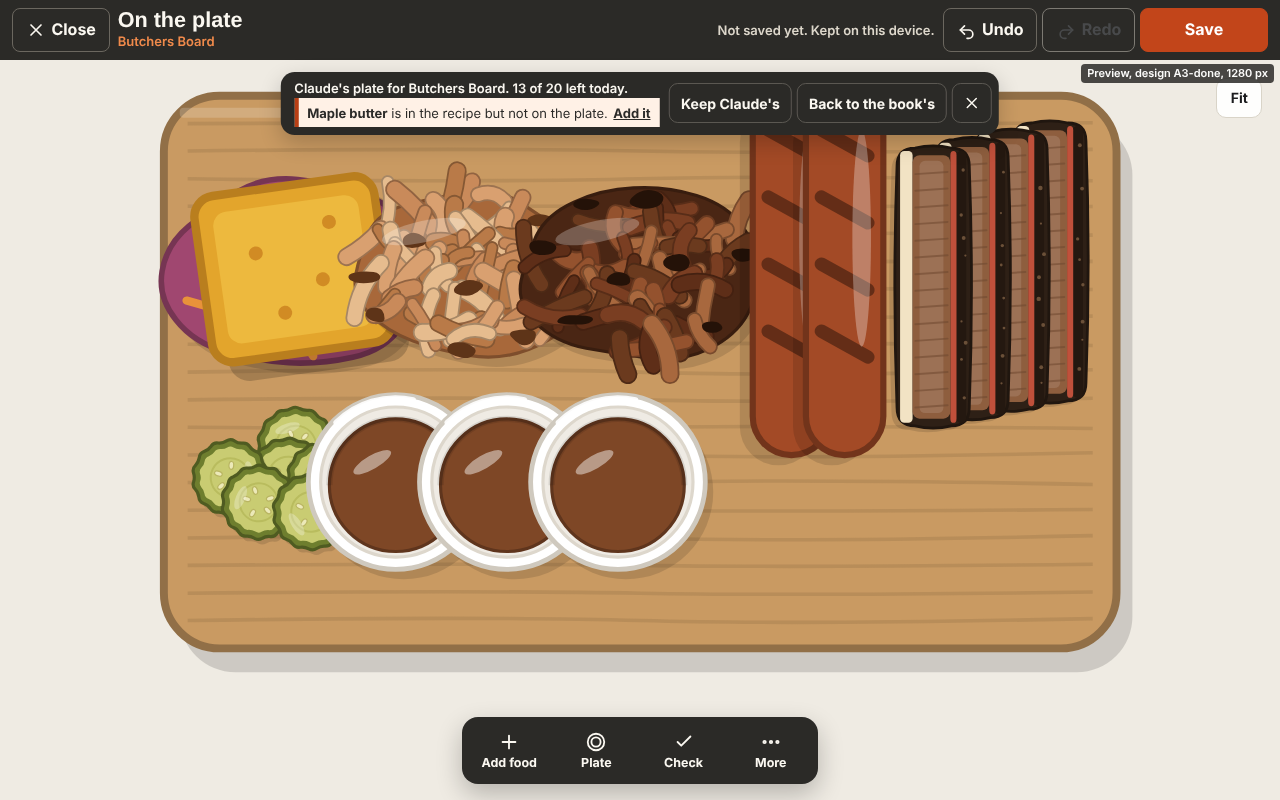 Close
On the plate
Butchers Board
Not saved yet. Kept on this device.
Undo
Redo
Save
Preview, design A3-done, 1280 px
Claude's plate for Butchers Board. 13 of 20 left today.
Maple butter is in the recipe but not on the plate. Add it
Keep Claude's
Back to the book's
Fit
Add food
Plate
Check
More